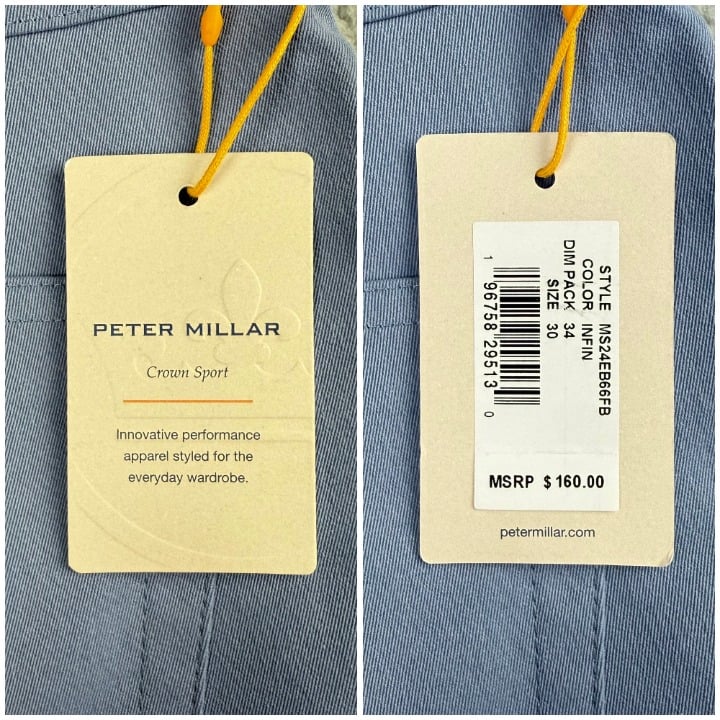 PETER MILLAR
Crown Sport
Innovative performance
apparel styled for the
everyday wardrobe.
STYLE MS24EB66FB
COLOR INFIN
DIM PACK 34
SIZE 30
1 96758 29513 0
MSRP $160.00
petermillar.com